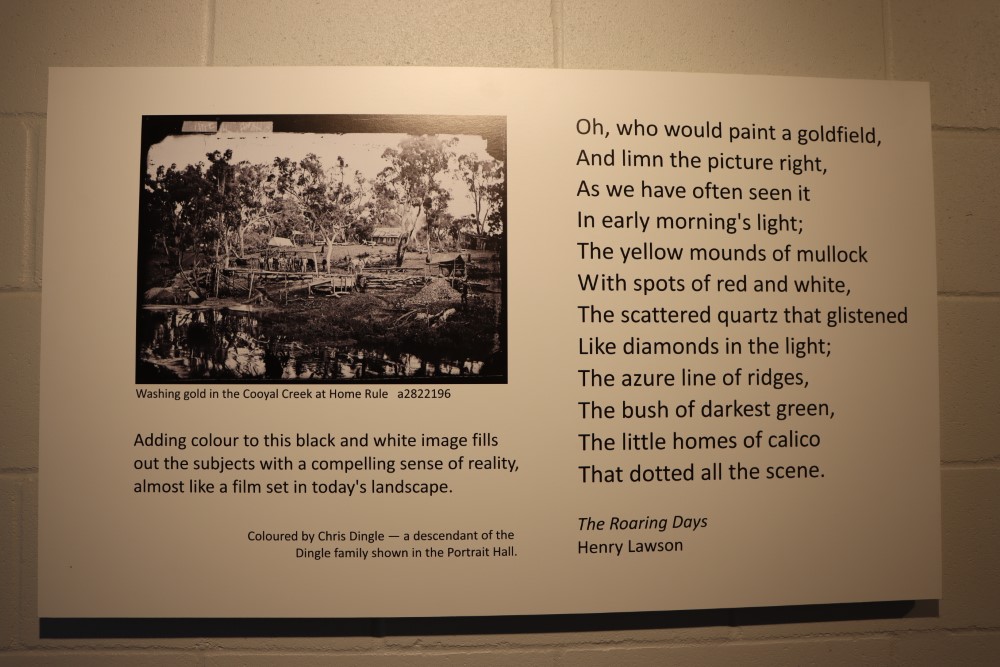 Washing gold in the Cooyal Creek at Home Rule   a2822196
Adding colour to this black and white image fills
out the subjects with a compelling sense of reality,
almost like a film set in today's landscape.
Coloured by Chris Dingle — a descendant of the
Dingle family shown in the Portrait Hall.
Oh, who would paint a goldfield,
And limn the picture right,
As we have often seen it
In early morning's light;
The yellow mounds of mullock
With spots of red and white,
The scattered quartz that glistened
Like diamonds in the light;
The azure line of ridges,
The bush of darkest green,
The little homes of calico
That dotted all the scene.
The Roaring Days
Henry Lawson